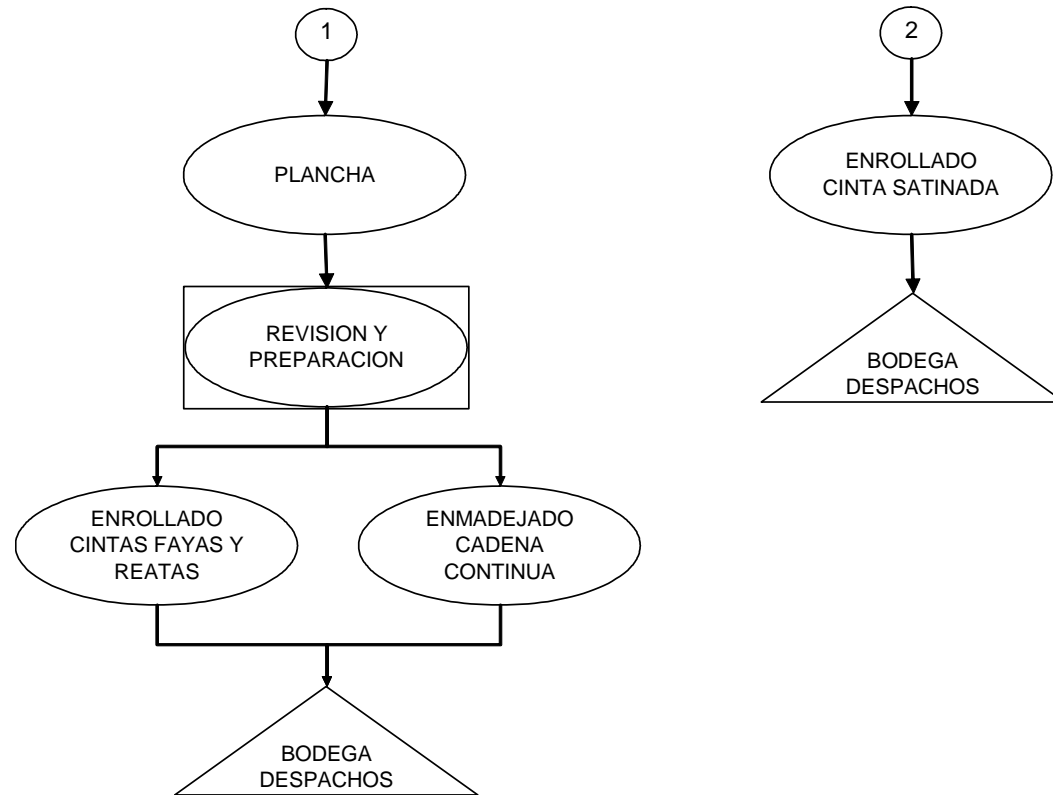 1
PLANCHA
REVISION Y
PREPARACION
ENROLLADO
CINTAS FAYAS Y
REATAS
ENMADEJADO
CADENA
CONTINUA
BODEGA
DESPACHOS
2
ENROLLADO
CINTA SATINADA
BODEGA
DESPACHOS